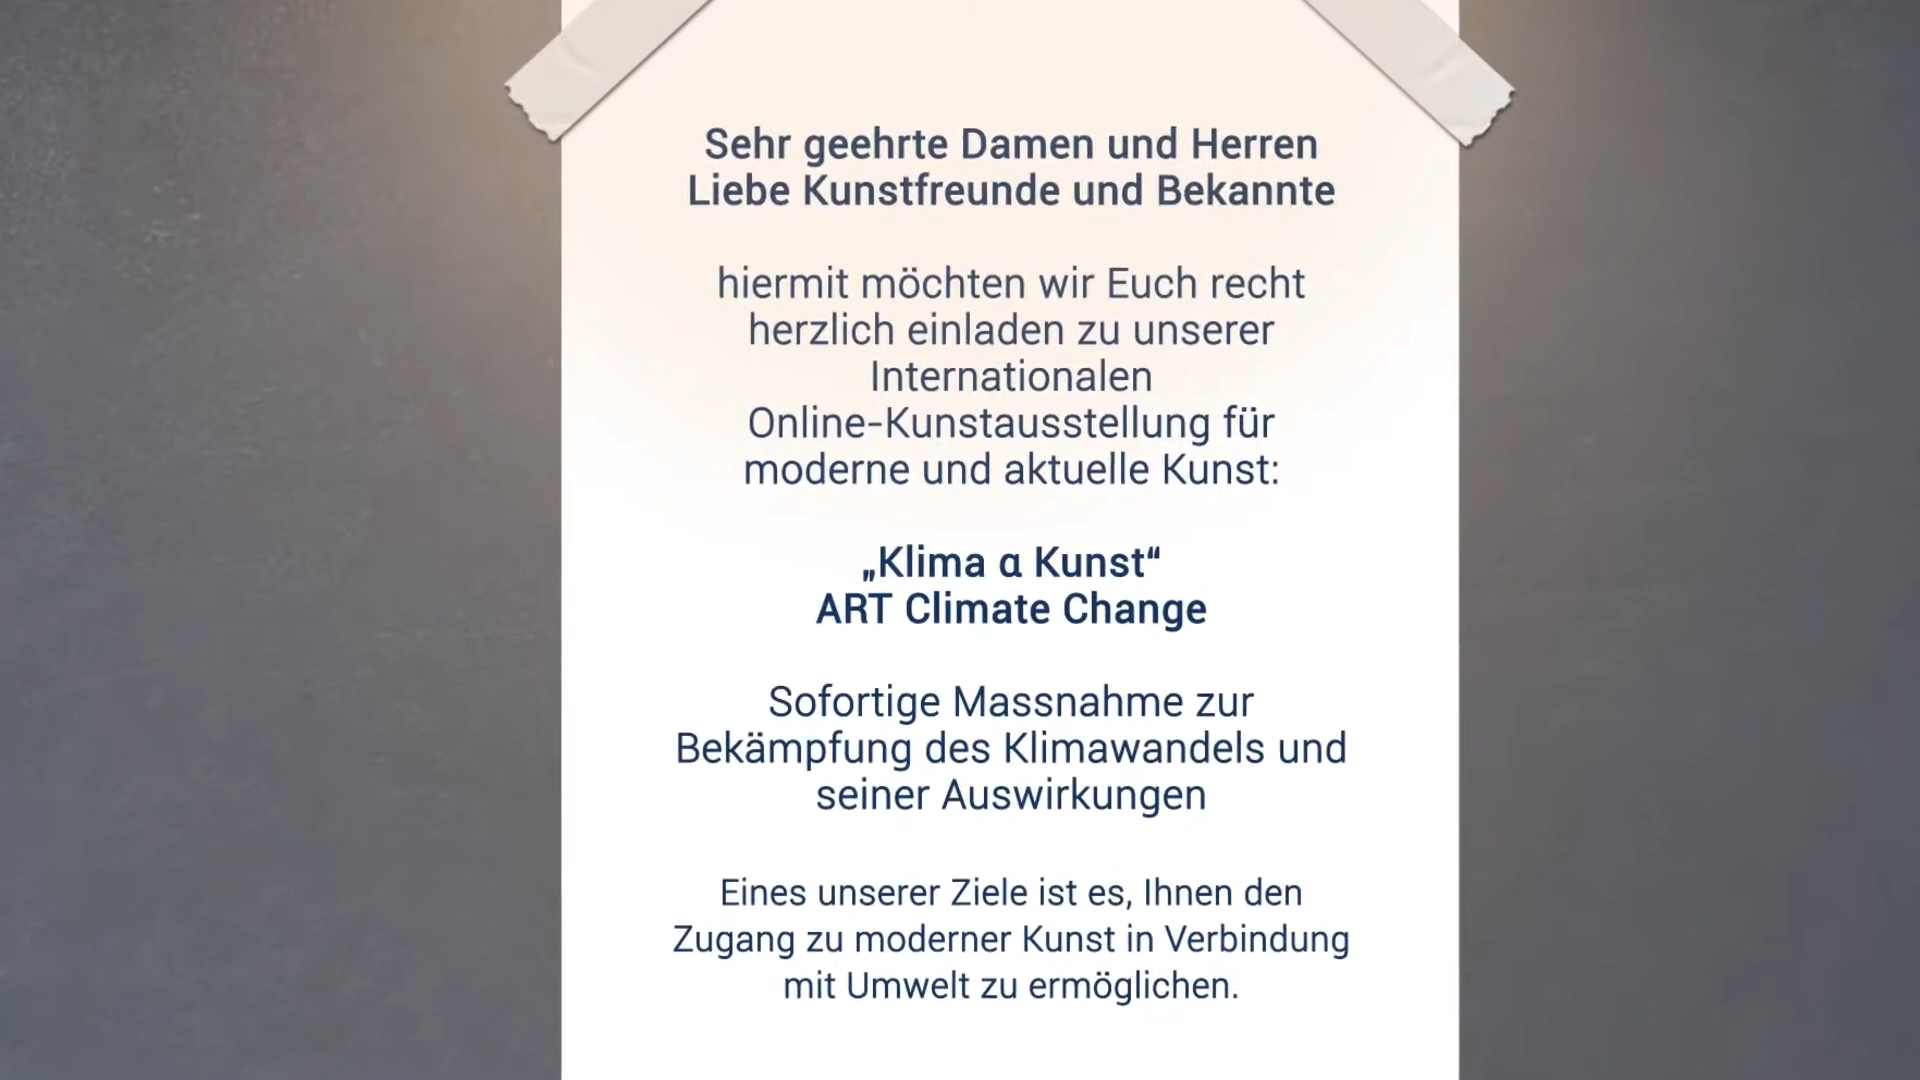 Sehr geehrte Damen und Herren
Liebe Kunstfreunde und Bekannte
hiermit möchten wir Euch recht
herzlich einladen zu unserer
Internationalen
Online-Kunstausstellung für
moderne und aktuelle Kunst:
„Klima α Kunst“
ART Climate Change
Sofortige Massnahme zur
Bekämpfung des Klimawandels und
seiner Auswirkungen
Eines unserer Ziele ist es, Ihnen den
Zugang zu moderner Kunst in Verbindung
mit Umwelt zu ermöglichen.